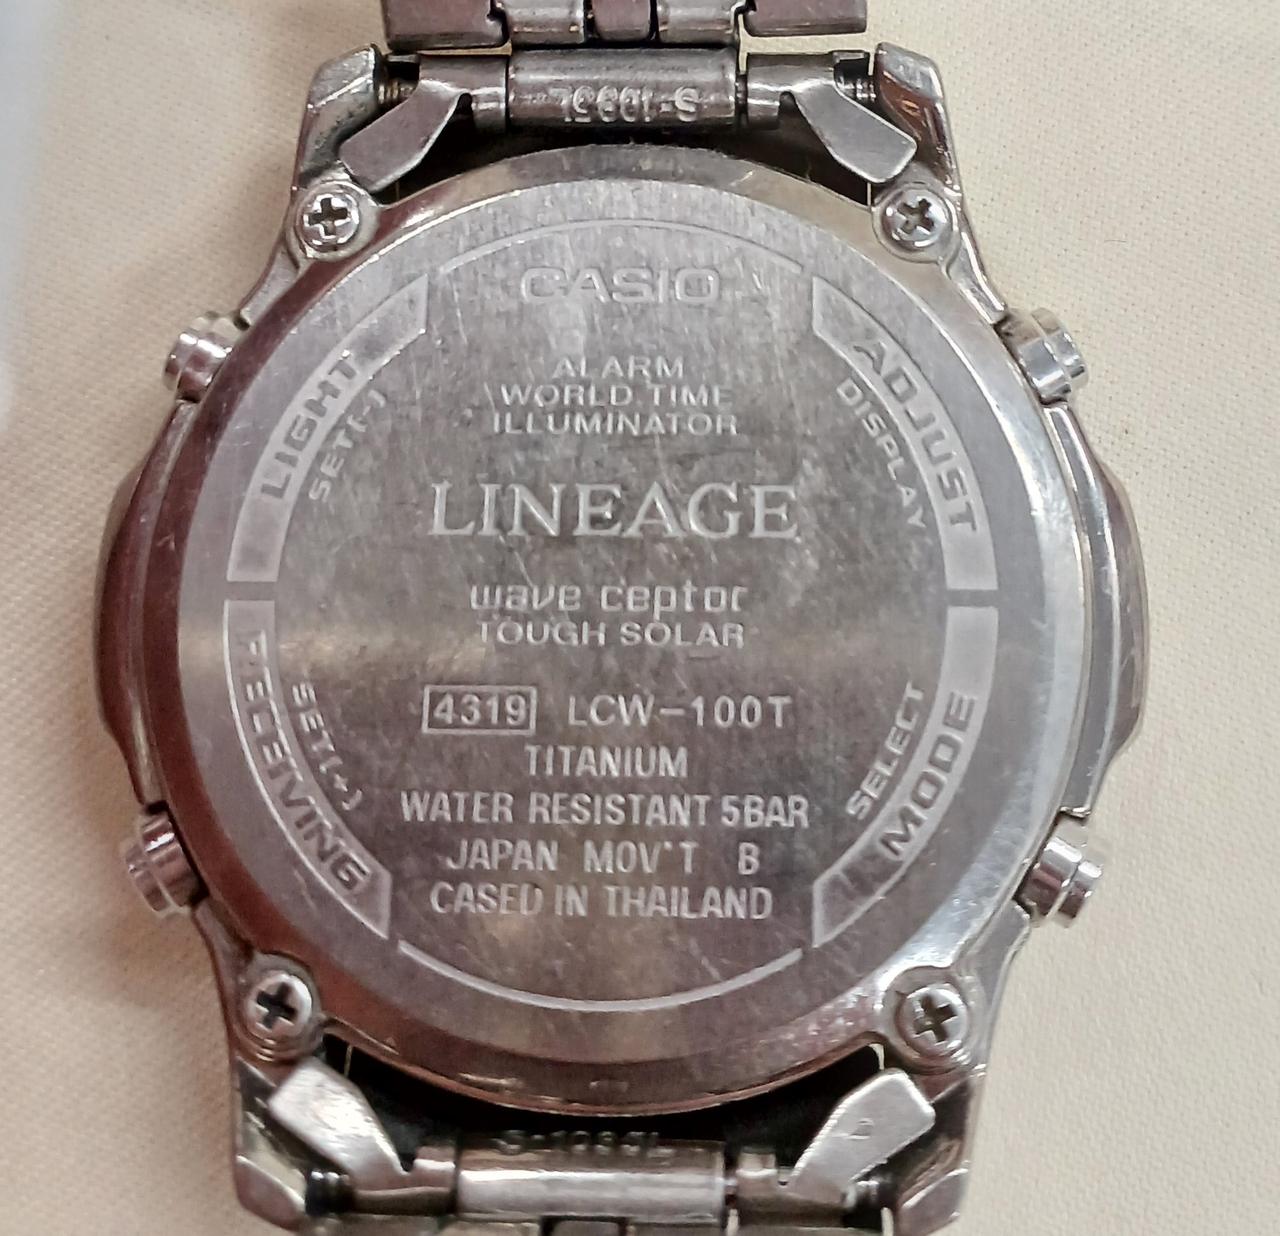 S-1093L
CASIO
ALARM
WORLD TIME
ILLUMINATOR
LIGHT
SET(-)
ADJUST
DISPLAY
LINEAGE
wave ceptor
TOUGH SOLAR
4319 LCW-100T
TITANIUM
WATER RESISTANT 5BAR
JAPAN MOV'T B
CASED IN THAILAND
RECEIVING
SET(+)
SELECT
MODE